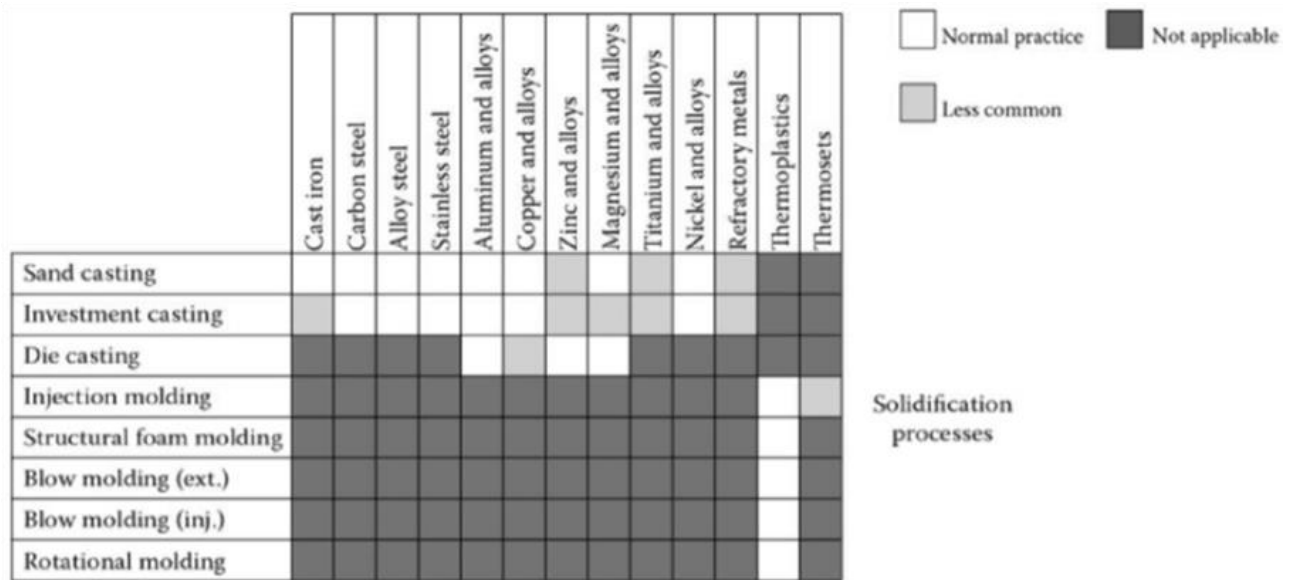 Normal practice
Not applicable
Less common
Cast iron
Carbon steel
Alloy steel
Stainless steel
Aluminum and alloys
Copper and alloys
Zinc and alloys
Magnesium and alloys
Titanium and alloys
Nickel and alloys
Refractory metals
Thermoplastics
Thermosets
Sand casting
Investment casting
Die casting
Injection molding
Structural foam molding
Blow molding (ext.)
Blow molding (inj.)
Rotational molding
Solidification
processes